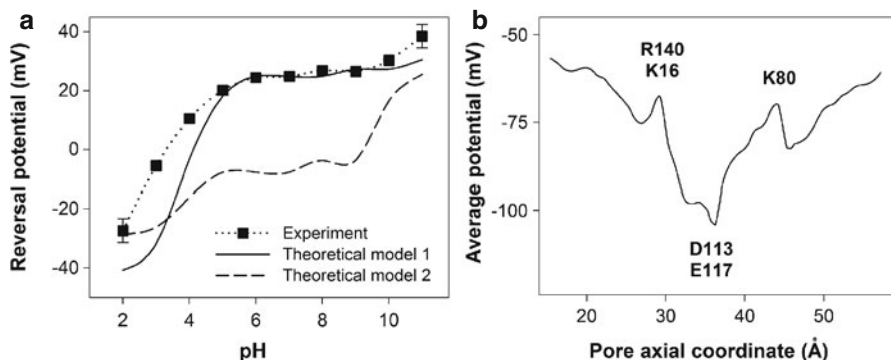 a
Reversal potential (mV)
40
20
0
-20
-40
2
4
6
8
10
pH
Experiment
Theoretical model 1
Theoretical model 2
b
Average potential (mV)
-50
-75
-100
20
30
40
50
Pore axial coordinate (Å)
R140
K16
K80
D113
E117